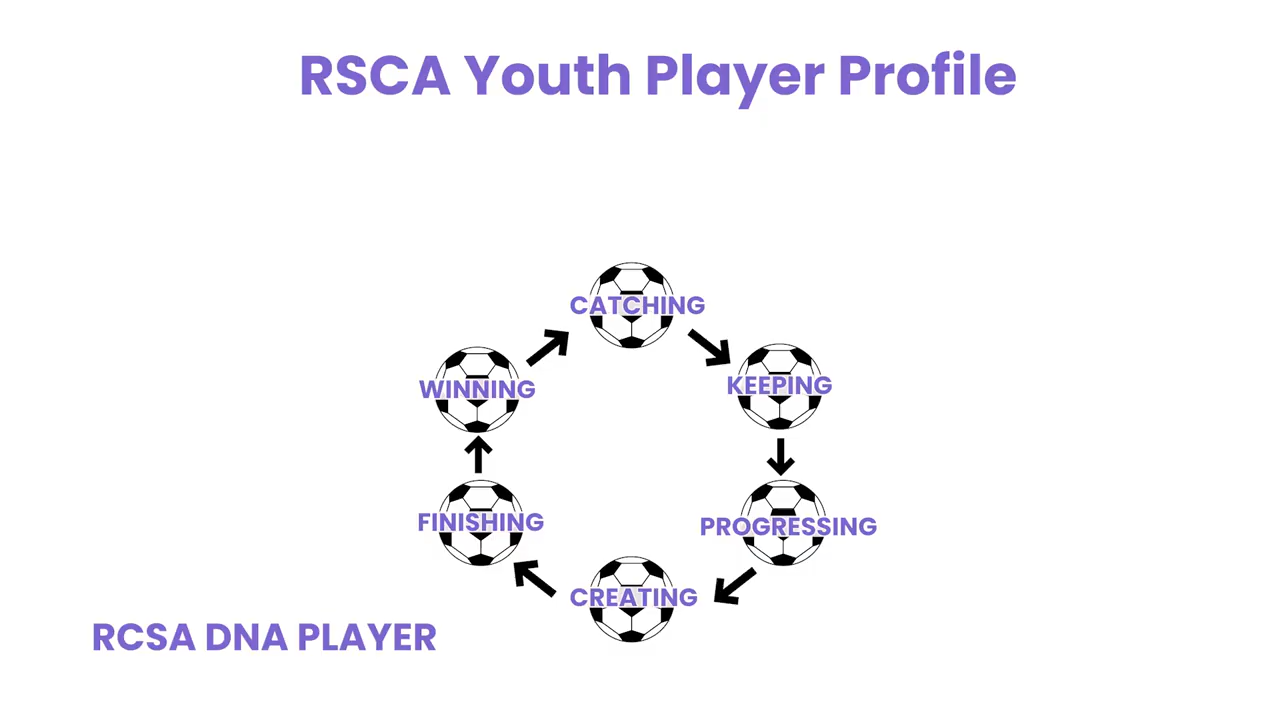 RSCA Youth Player Profile
CATCHING
WINNING
KEEPING
FINISHING
PROGRESSING
CREATING
RCSA DNA PLAYER